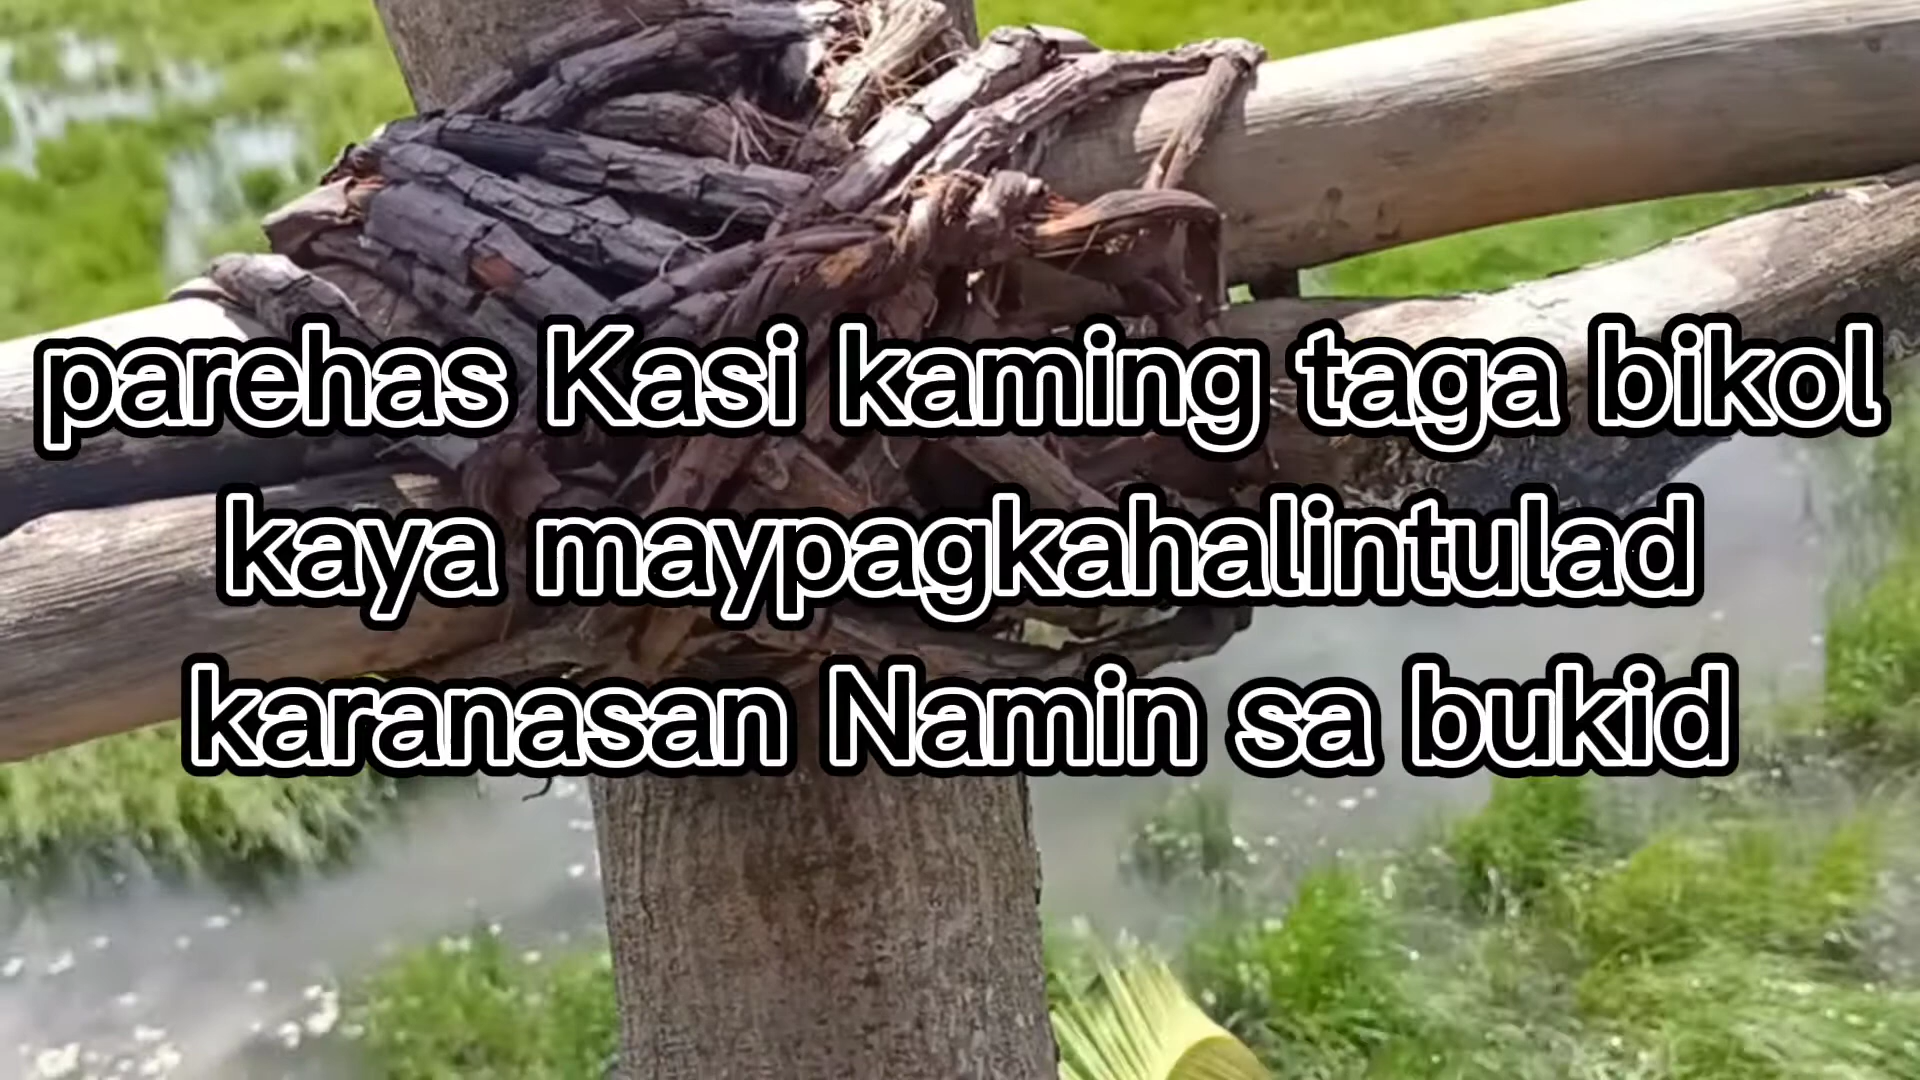 parehas Kasi kaming taga bikol
kaya maypagkahalintulad
karanasan Namin sa bukid